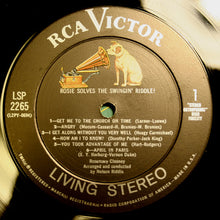 RCA VICTOR
ROSIE SOLVES THE SWINGIN' RIDDLE!
LSP
2265
(L2PY-0684)
1
1—GET ME TO THE CHURCH ON TIME (Lerner-Loewe)
2—ANGRY (Mecum-Cassard-H. Brunies-M. Brunies)
3—I GET ALONG WITHOUT YOU VERY WELL (Hoagy Carmichael)
4—HOW AM I TO KNOW? (Dorothy Parker-Jack King)
5—YOU TOOK ADVANTAGE OF ME (Hart-Rodgers)
6—APRIL IN PARIS
(E. Y. Harburg-Vernon Duke)
Rosemary Clooney
Arranged and conducted
by Nelson Riddle
LIVING STEREO